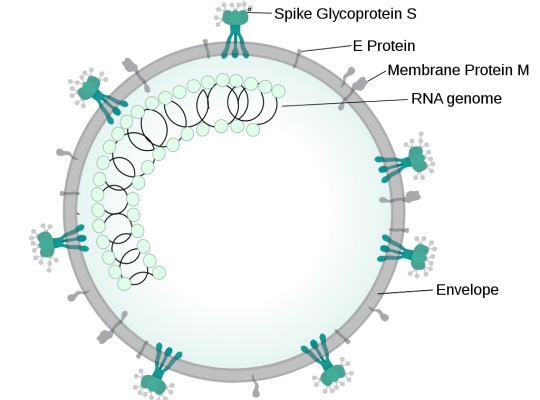 Spike Glycoprotein S
E Protein
Membrane Protein M
RNA genome
Envelope